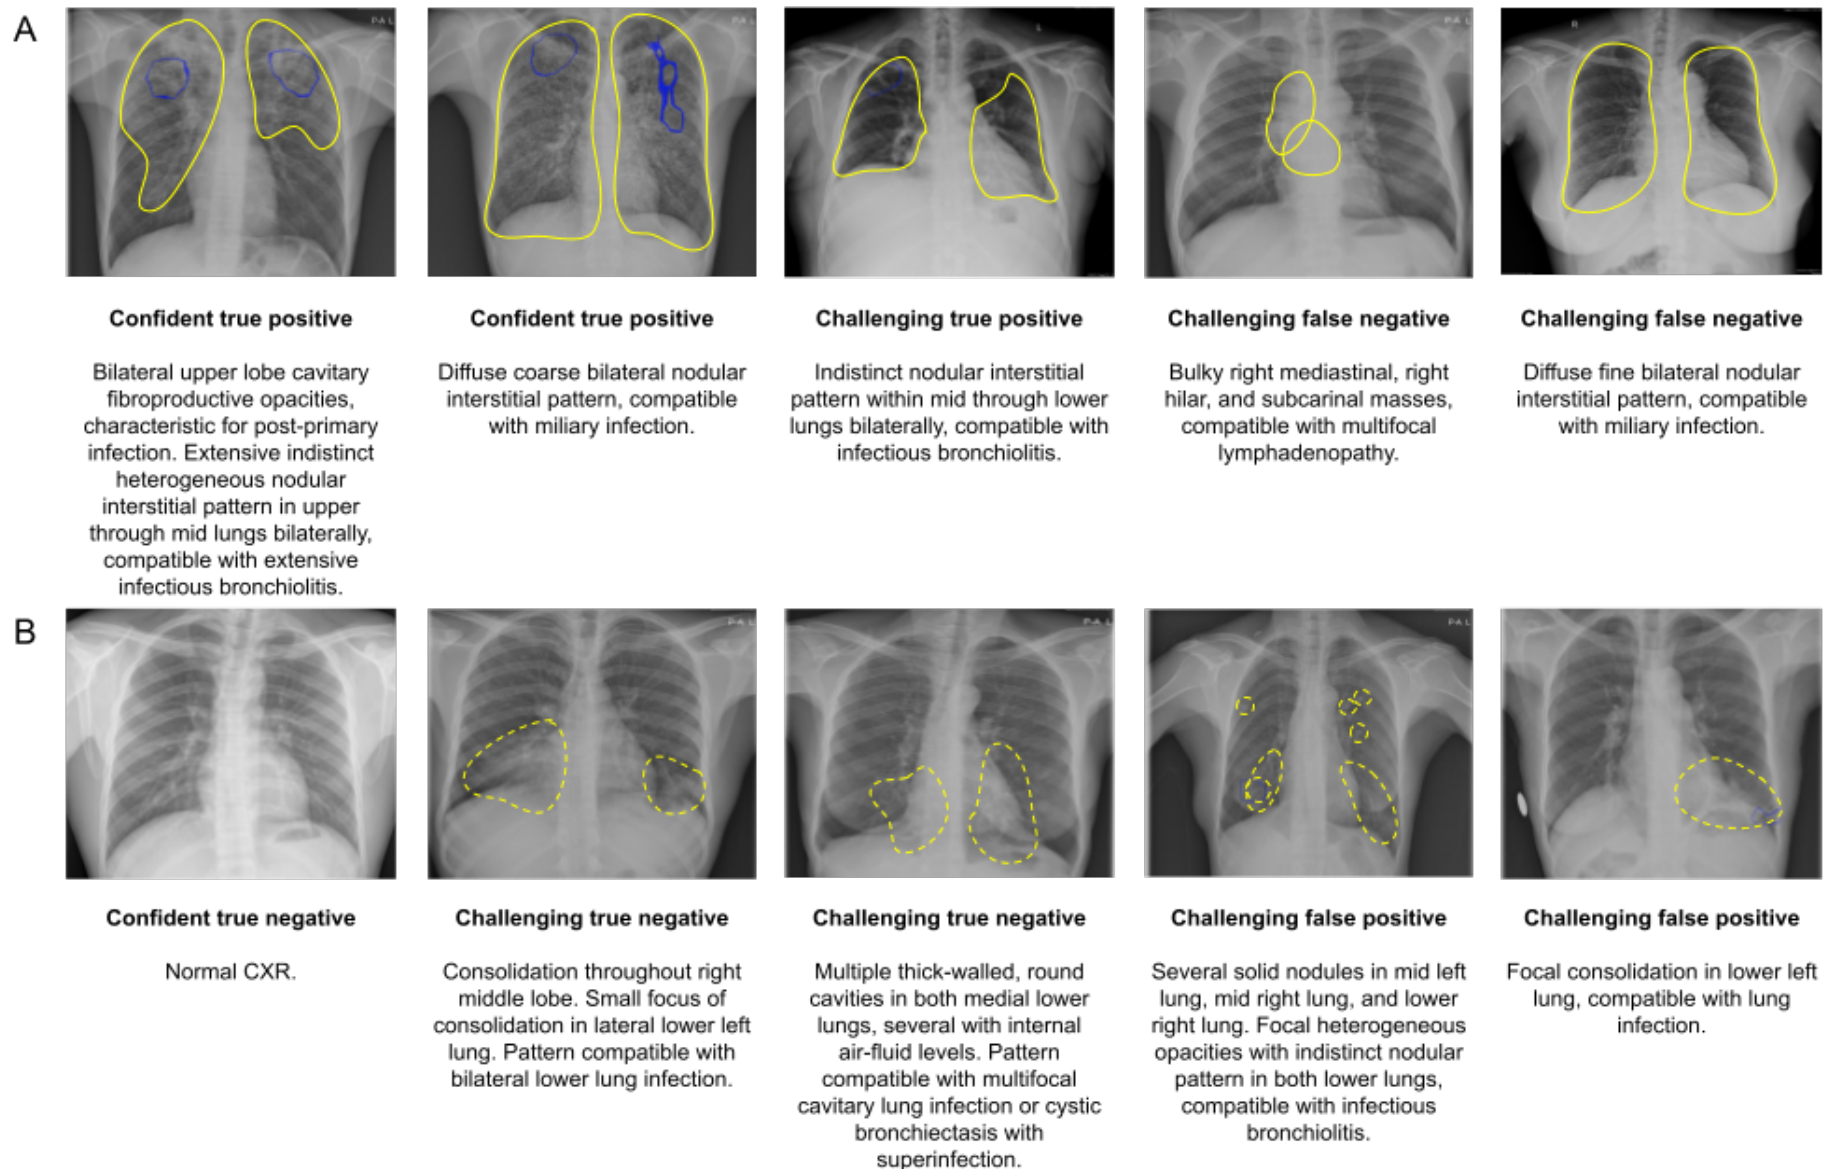 A
PA L
PA L
L
PA L
R
Confident true positive
Bilateral upper lobe cavitary
fibroproductive opacities,
characteristic for post-primary
infection. Extensive indistinct
heterogeneous nodular
interstitial pattern in upper
through mid lungs bilaterally,
compatible with extensive
infectious bronchiolitis.
Confident true positive
Diffuse coarse bilateral nodular
interstitial pattern, compatible
with miliary infection.
Challenging true positive
Indistinct nodular interstitial
pattern within mid through lower
lungs bilaterally, compatible with
infectious bronchiolitis.
Challenging false negative
Bulky right mediastinal, right
hilar, and subcarinal masses,
compatible with multifocal
lymphadenopathy.
Challenging false negative
Diffuse fine bilateral nodular
interstitial pattern, compatible
with miliary infection.
B
PA L
PA L
PA L
Confident true negative
Normal CXR.
Challenging true negative
Consolidation throughout right
middle lobe. Small focus of
consolidation in lateral lower left
lung. Pattern compatible with
bilateral lower lung infection.
Challenging true negative
Multiple thick-walled, round
cavities in both medial lower
lungs, several with internal
air-fluid levels. Pattern
compatible with multifocal
cavitary lung infection or cystic
bronchiectasis with
superinfection.
Challenging false positive
Several solid nodules in mid left
lung, mid right lung, and lower
right lung. Focal heterogeneous
opacities with indistinct nodular
pattern in both lower lungs,
compatible with infectious
bronchiolitis.
Challenging false positive
Focal consolidation in lower left
lung, compatible with lung
infection.